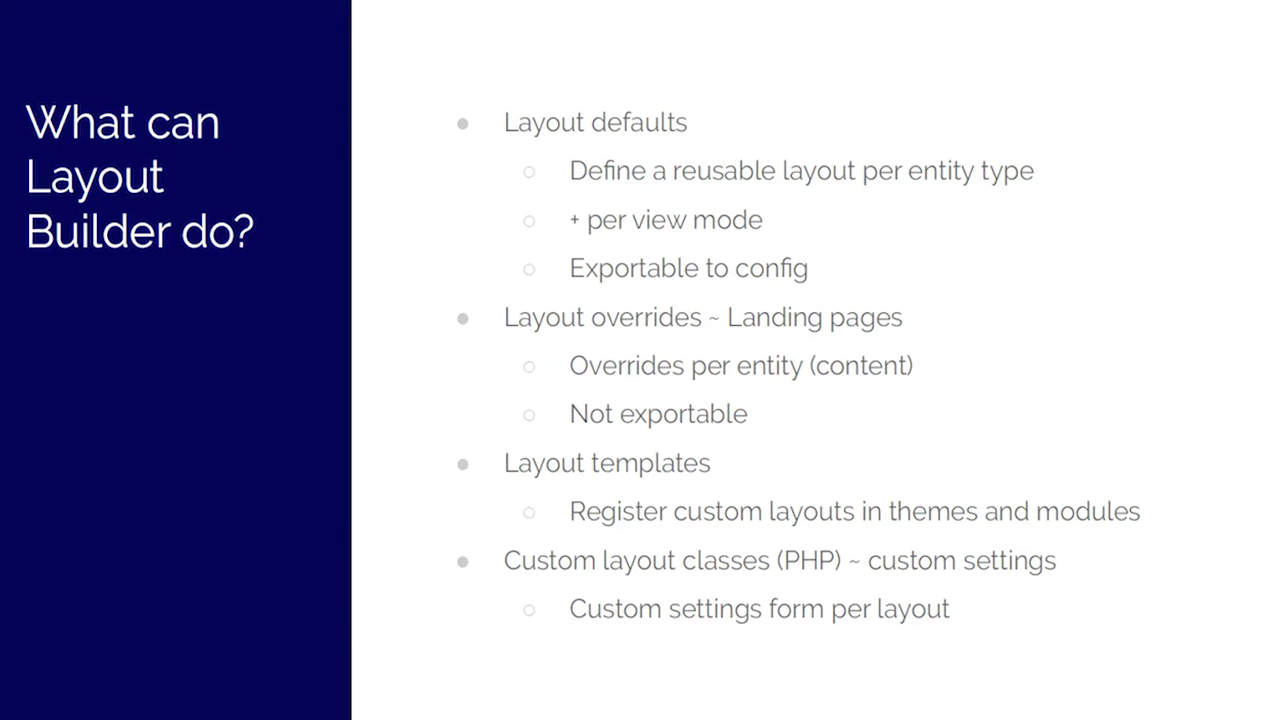 What can
Layout
Builder do?
Layout defaults
Define a reusable layout per entity type
+ per view mode
Exportable to config
Layout overrides ~ Landing pages
Overrides per entity (content)
Not exportable
Layout templates
Register custom layouts in themes and modules
Custom layout classes (PHP) ~ custom settings
Custom settings form per layout